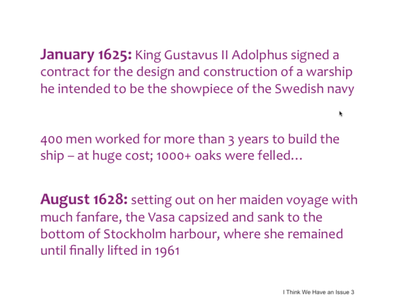 January 1625: King Gustavus II Adolphus signed a
contract for the design and construction of a warship
he intended to be the showpiece of the Swedish navy
400 men worked for more than 3 years to build the
ship – at huge cost; 1000+ oaks were felled…
August 1628: setting out on her maiden voyage with
much fanfare, the Vasa capsized and sank to the
bottom of Stockholm harbour, where she remained
until finally lifted in 1961
I Think We Have an Issue 3